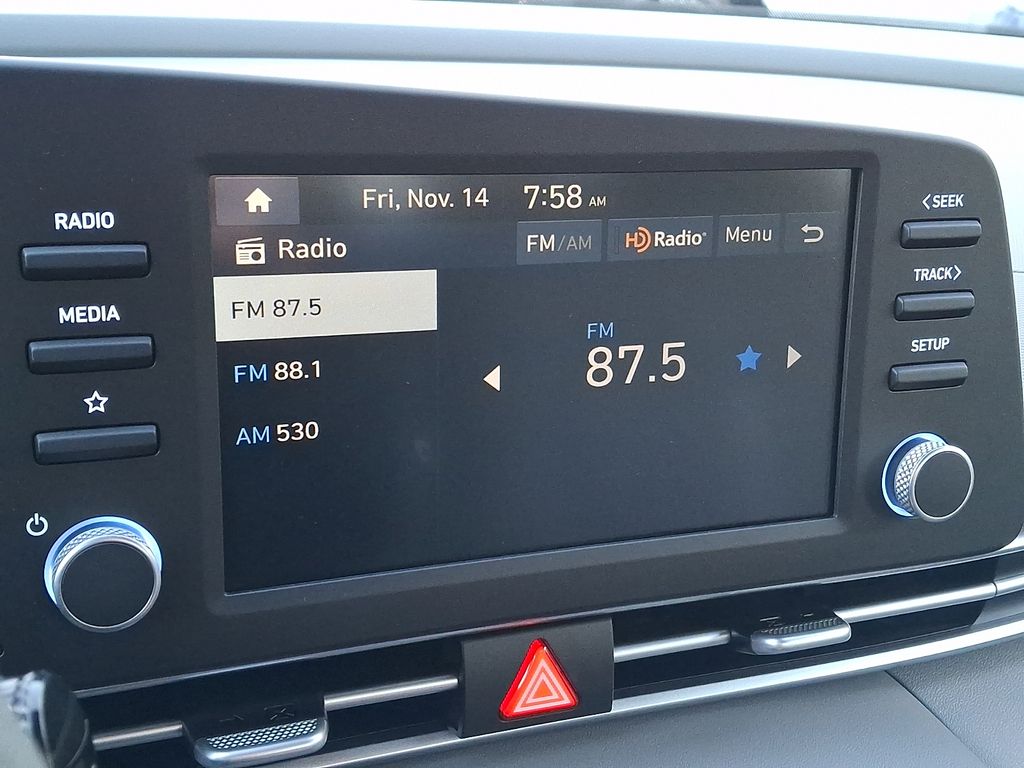 RADIO
MEDIA
Fri, Nov. 14 7:58 AM
Radio
FM/AM
HD Radio®
Menu
FM 87.5
FM 88.1
AM 530
FM
87.5
<SEEK
TRACK>
SETUP